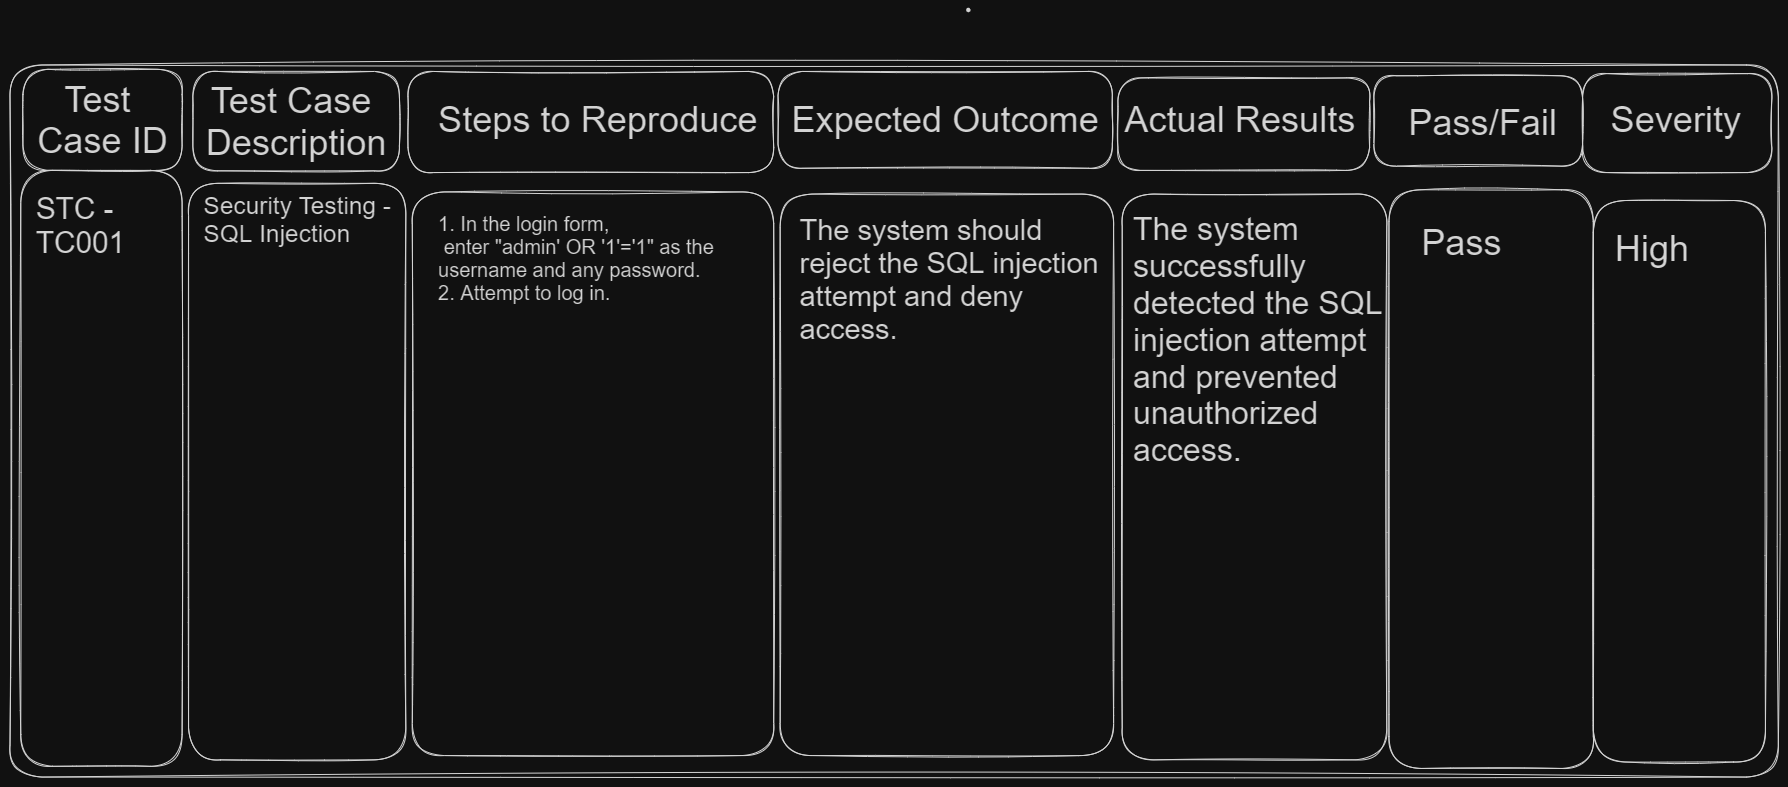 Test
Case ID
Test Case
Description
Steps to Reproduce
Expected Outcome
Actual Results
Pass/Fail
Severity
STC -
TC001
Security Testing -
SQL Injection
1. In the login form,
enter "admin' OR '1'='1" as the
username and any password.
2. Attempt to log in.
The system should
reject the SQL injection
attempt and deny
access.
The system
successfully
detected the SQL
injection attempt
and prevented
unauthorized
access.
Pass
High